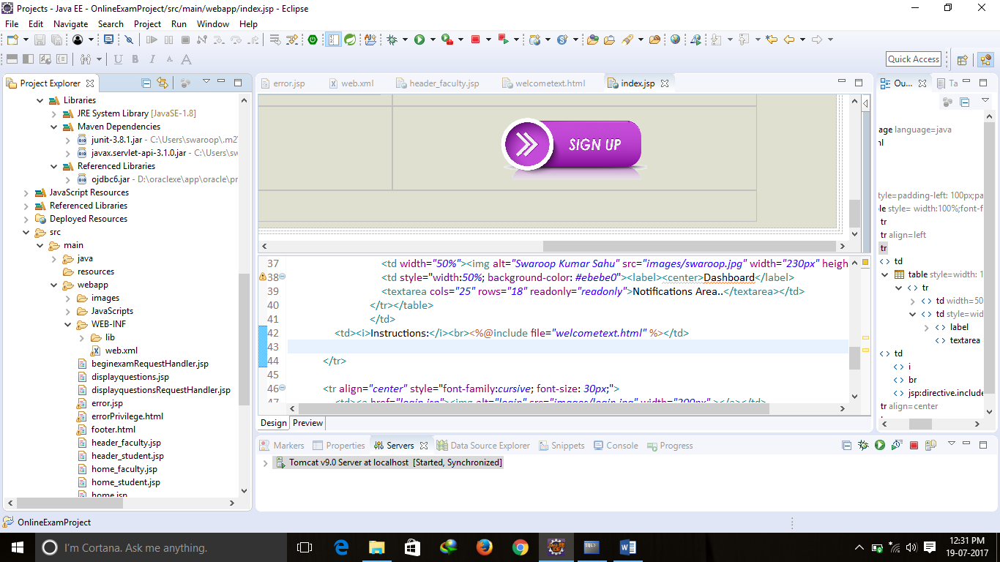 Projects - Java EE - OnlineExamProject/src/main/webapp/index.jsp - Eclipse
File Edit Navigate Search Project Run Window Help
Quick Access
Project Explorer
Libraries
JRE System Library [JavaSE-1.8]
Maven Dependencies
junit-3.8.1.jar - C:\Users\swaroop\.m2\
javax.servlet-api-3.1.0.jar - C:\Users\sw
Referenced Libraries
ojdbc6.jar - D:\oraclexe\app\oracle\pr
JavaScript Resources
Referenced Libraries
Deployed Resources
src
main
java
resources
webapp
images
JavaScripts
WEB-INF
lib
web.xml
beginexamRequestHandler.jsp
displayquestions.jsp
displayquestionsRequestHandler.jsp
error.jsp
errorPrivilege.html
footer.html
header_faculty.jsp
header_student.jsp
home_faculty.jsp
home_student.jsp
home.jsp
error.jsp web.xml header_faculty.jsp welcometext.html index.jsp
SIGN UP
37 <td width="50%"><img alt="Swaroop Kumar Sahu" src="images/swaroop.jpg" width="230px" heigh
38 <td style="width:50%; background-color: #ebebe0"><label><center>Dashboard</label>
39 <textarea cols="25" rows="18" readonly="readonly">Notifications Area..</textarea></td>
40 </tr></table>
41 </td>
42 <td><i>Instructions:</i><br><%@include file="welcometext.html" %></td>
43
44 </tr>
45
46 <tr align="center" style="font-family:cursive; font-size: 30px;">
47 <td><a href="login.jsp"><img alt="login" src="images/login.jpg" width="200px" ></a></td>
Design Preview
Ou... Ta
age language=java
ml
tyle=padding-left: 100px;pa
ble style= width:100%;font-f
tr
tr align=left
tr
td
table style=width: 1
tr
td width=50
td style=wid
label
textarea
td
i
br
jsp:directive.include
tr align=center
Markers Properties Servers Data Source Explorer Snippets Console Progress
Tomcat v9.0 Server at localhost [Started, Synchronized]
OnlineExamProject
I'm Cortana. Ask me anything.
Java EE
IDE
SQL>
12:31 PM
19-07-2017